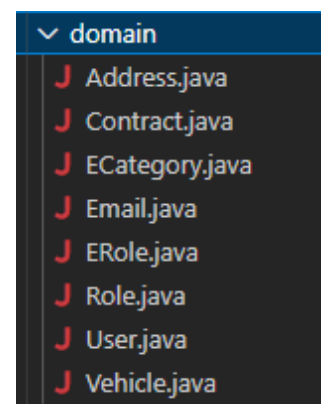 domain
J Address.java
J Contract.java
J ECategory.java
J Email.java
J ERole.java
J Role.java
J User.java
J Vehicle.java